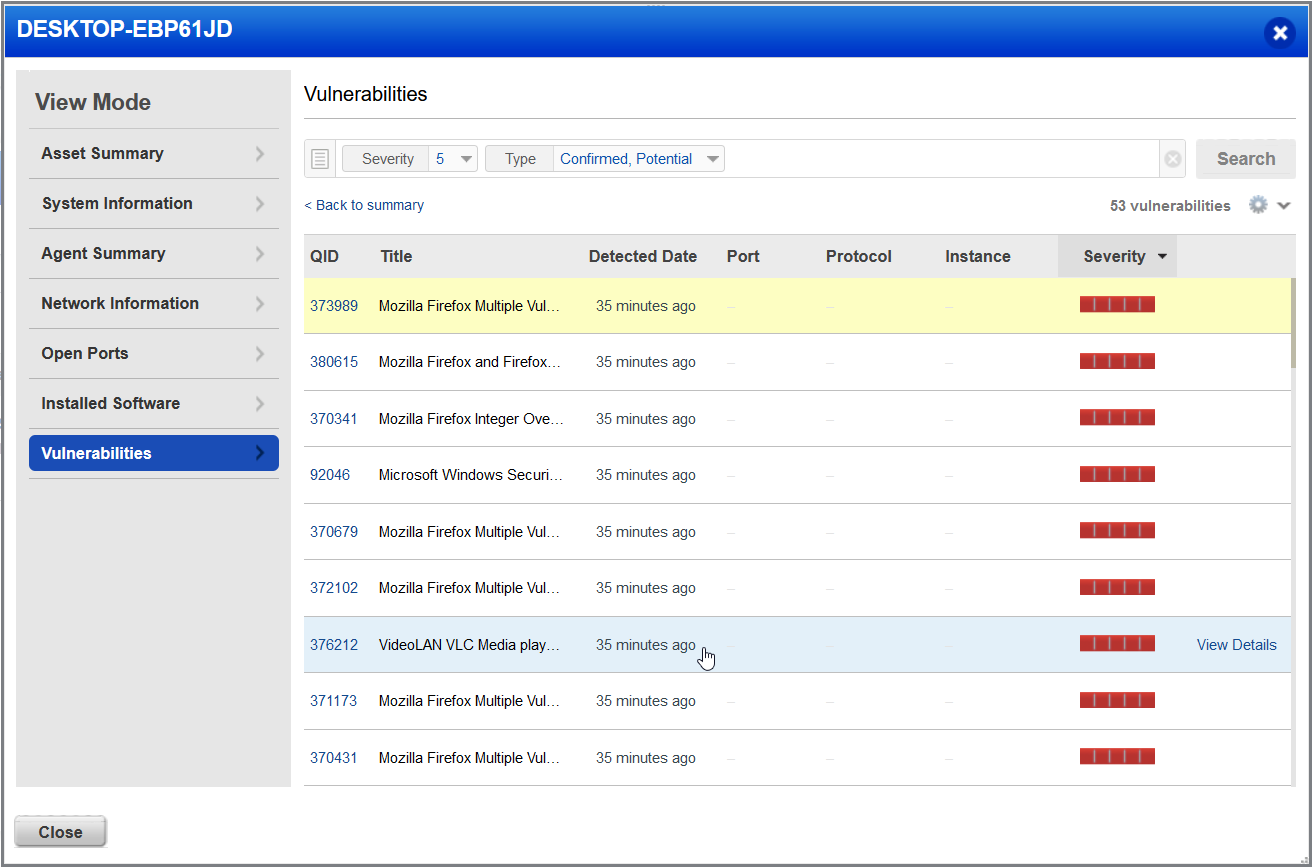 DESKTOP-EBP61JD
View Mode
Asset Summary
System Information
Agent Summary
Network Information
Open Ports
Installed Software
Vulnerabilities
Vulnerabilities
Severity 5 Type Confirmed, Potential Search
< Back to summary 53 vulnerabilities
QID Title Detected Date Port Protocol Instance Severity
373989 Mozilla Firefox Multiple Vul… 35 minutes ago – – –
380615 Mozilla Firefox and Firefox… 35 minutes ago – – –
370341 Mozilla Firefox Integer Ove… 35 minutes ago – – –
92046 Microsoft Windows Securi… 35 minutes ago – – –
370679 Mozilla Firefox Multiple Vul… 35 minutes ago – – –
372102 Mozilla Firefox Multiple Vul… 35 minutes ago – – –
376212 VideoLAN VLC Media play… 35 minutes ago – – – View Details
371173 Mozilla Firefox Multiple Vul… 35 minutes ago – – –
370431 Mozilla Firefox Multiple Vul… 35 minutes ago – – –
Close